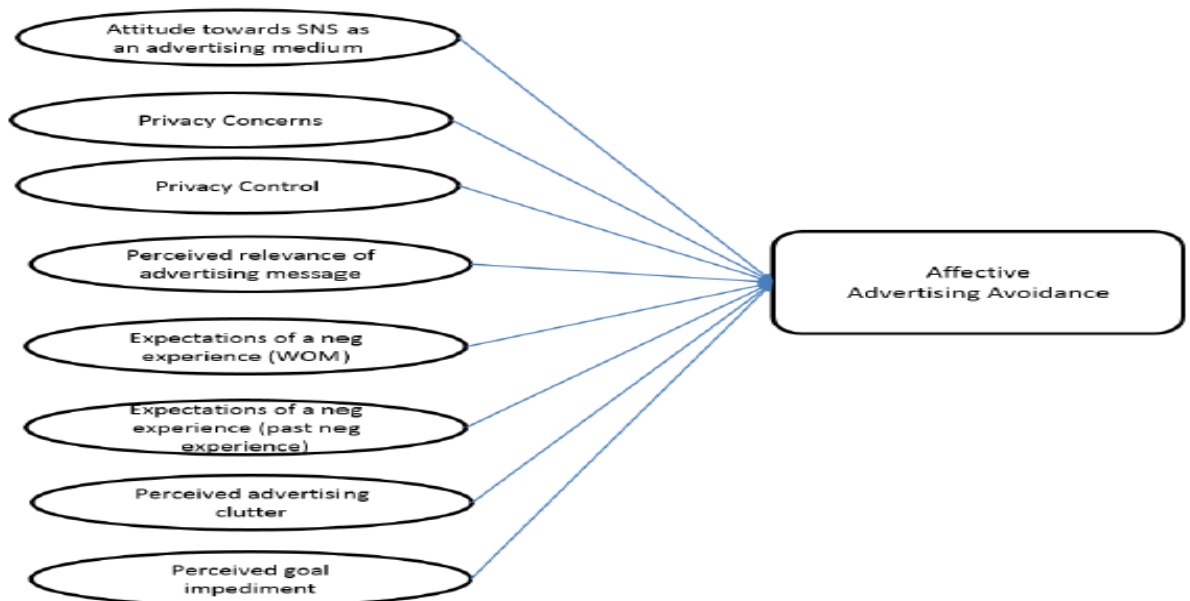 Attitude towards SNS as
an advertising medium
Privacy Concerns
Privacy Control
Perceived relevance of
advertising message
Expectations of a neg
experience (WOM)
Expectations of a neg
experience (past neg
experience)
Perceived advertising
clutter
Perceived goal
impediment
Affective
Advertising Avoidance